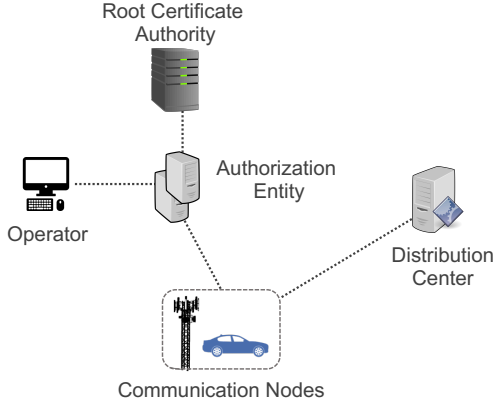 Root Certificate
Authority
Authorization
Entity
Operator
Distribution
Center
Communication Nodes